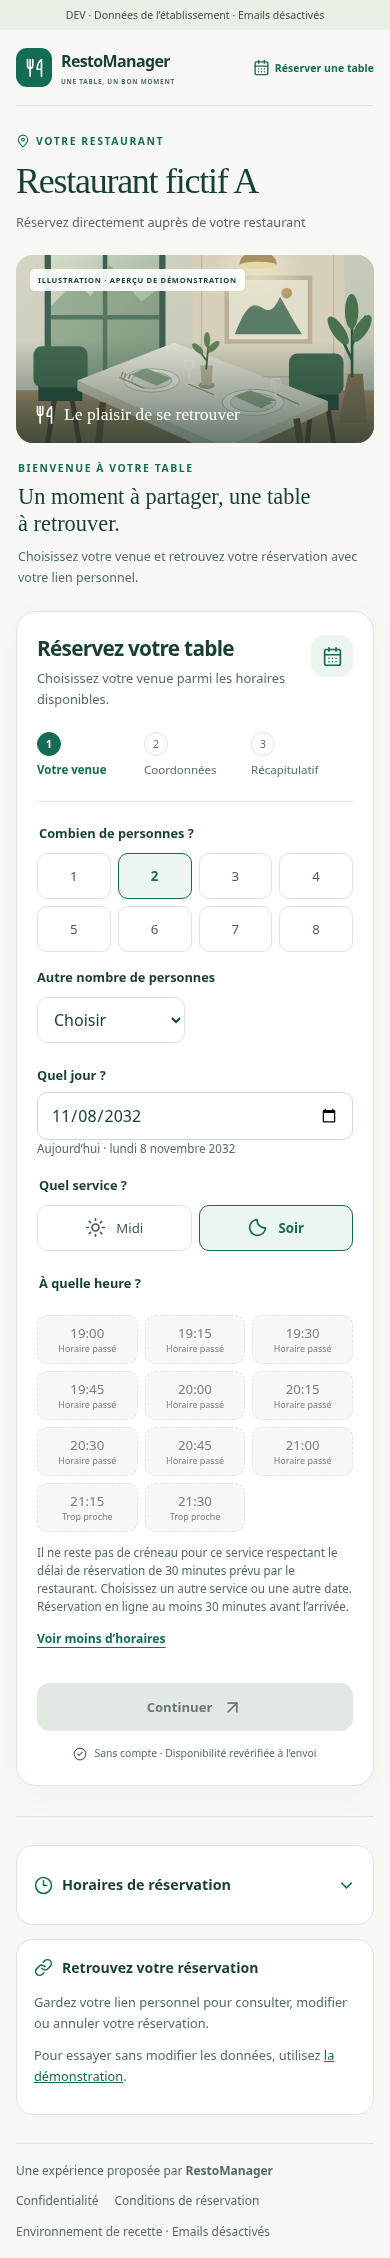 DEV · Données de l’établissement · Emails désactivés
RestoManager
UNE TABLE, UN BON MOMENT
Réserver une table
VOTRE RESTAURANT
Restaurant fictif A
Réservez directement auprès de votre restaurant
ILLUSTRATION · APERÇU DE DÉMONSTRATION
Le plaisir de se retrouver
BIENVENUE À VOTRE TABLE
Un moment à partager, une table
à retrouver.
Choisissez votre venue et retrouvez votre réservation avec
votre lien personnel.
Réservez votre table
Choisissez votre venue parmi les horaires
disponibles.
1 2 3
Votre venue Coordonnées Récapitulatif
Combien de personnes ?
1 2 3 4
5 6 7 8
Autre nombre de personnes
Choisir
Quel jour ?
11/08/2032
Aujourd’hui · lundi 8 novembre 2032
Quel service ?
Midi Soir
À quelle heure ?
19:00 19:15 19:30
Horaire passé Horaire passé Horaire passé
19:45 20:00 20:15
Horaire passé Horaire passé Horaire passé
20:30 20:45 21:00
Horaire passé Horaire passé Horaire passé
21:15 21:30
Trop proche Trop proche
Il ne reste pas de créneau pour ce service respectant le
délai de réservation de 30 minutes prévu par le
restaurant. Choisissez un autre service ou une autre date.
Réservation en ligne au moins 30 minutes avant l’arrivée.
Voir moins d’horaires
Continuer
Sans compte · Disponibilité revérifiée à l’envoi
Horaires de réservation
Retrouvez votre réservation
Gardez votre lien personnel pour consulter, modifier
ou annuler votre réservation.
Pour essayer sans modifier les données, utilisez la
démonstration.
Une expérience proposée par RestoManager
Confidentialité Conditions de réservation
Environnement de recette · Emails désactivés